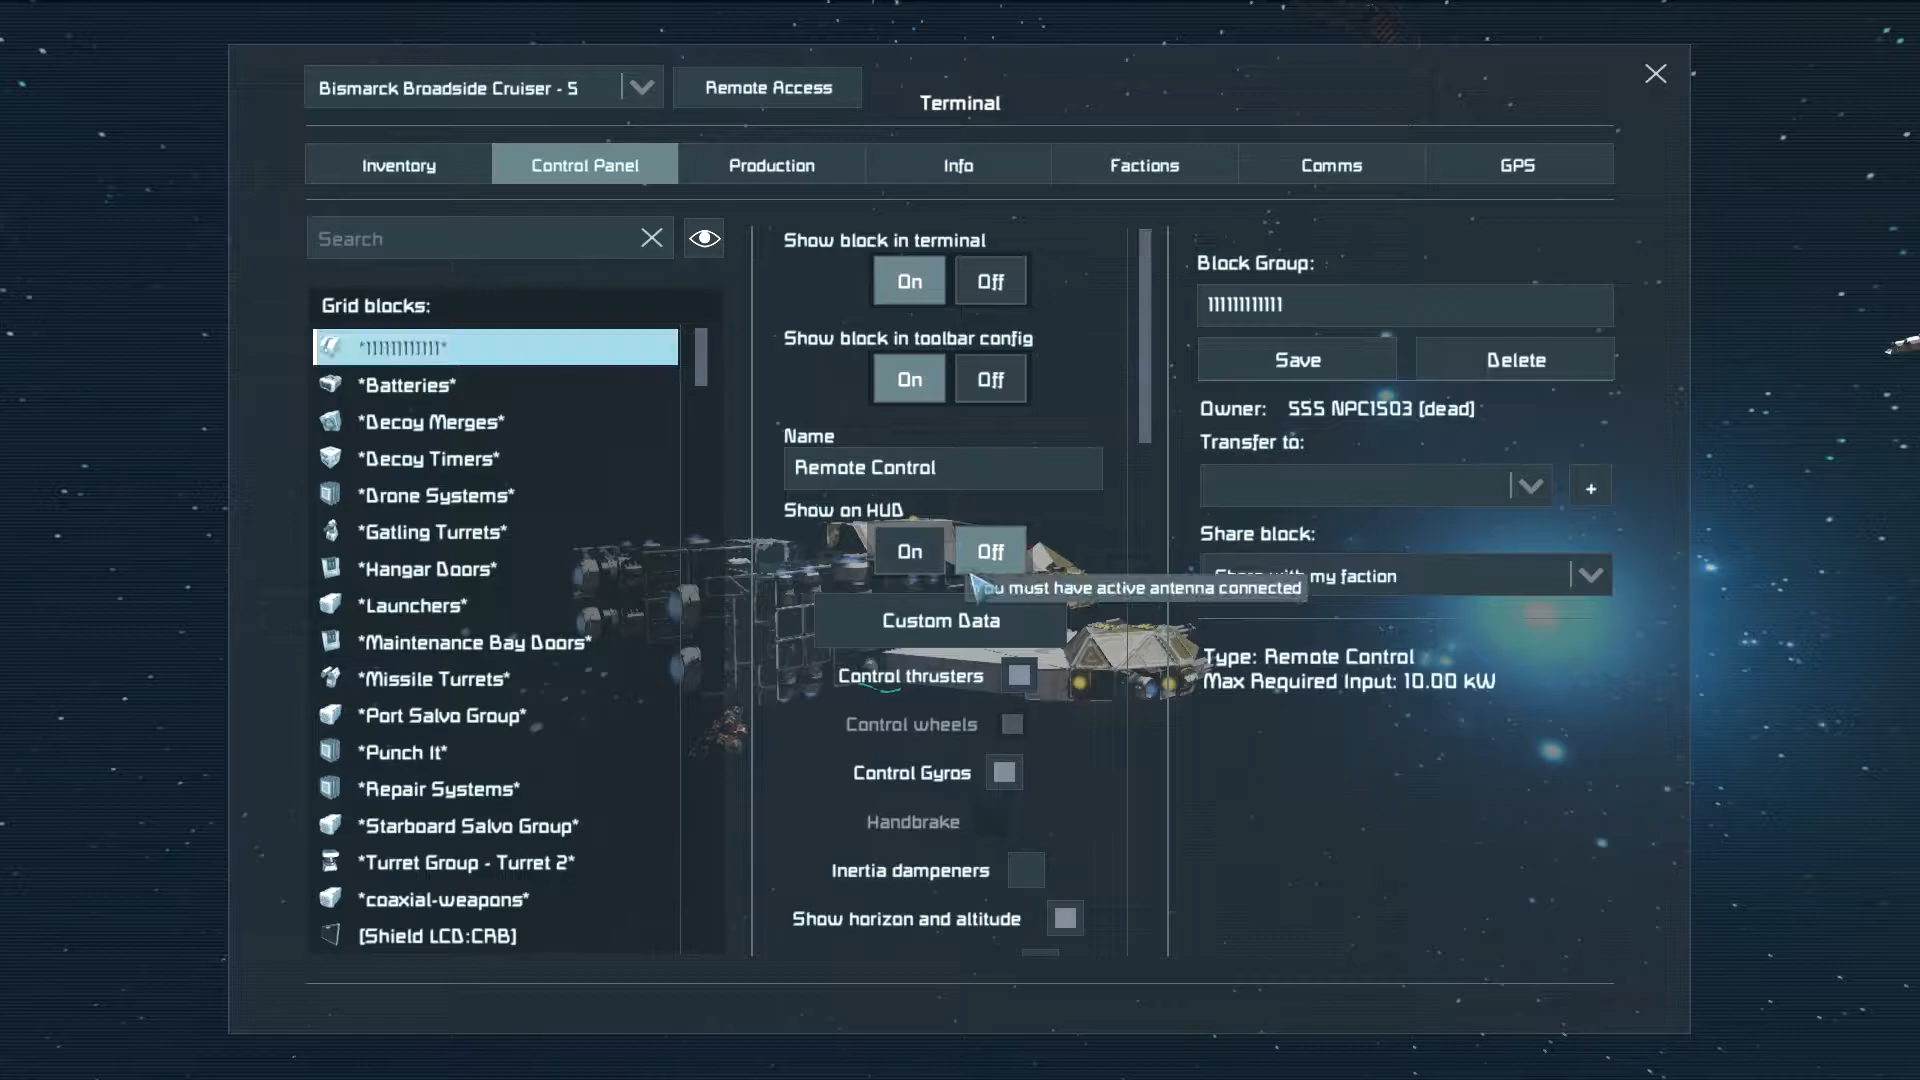 Bismarck Broadside Cruiser - 5
Remote Access
Terminal
Inventory
Control Panel
Production
Info
Factions
Comms
GPS
Search
Grid blocks:
*111111111111*
*Batteries*
*Decoy Merges*
*Decoy Timers*
*Drone Systems*
*Gatling Turrets*
*Hangar Doors*
*Launchers*
*Maintenance Bay Doors*
*Missile Turrets*
*Port Salvo Group*
*Punch It*
*Repair Systems*
*Starboard Salvo Group*
*Turret Group - Turret 2*
*coaxial-weapons*
[Shield LCD:CRB]
Show block in terminal
On Off
Show block in toolbar config
On Off
Name
Remote Control
Show on HUD
On Off
You must have active antenna connected
Custom Data
Control thrusters
Control wheels
Control Gyros
Handbrake
Inertia dampeners
Show horizon and altitude
Block Group:
111111111111
Save
Delete
Owner: 555 NPC1503 [dead]
Transfer to:
+
Share block:
Share with my faction
Type: Remote Control
Max Required Input: 10.00 kW